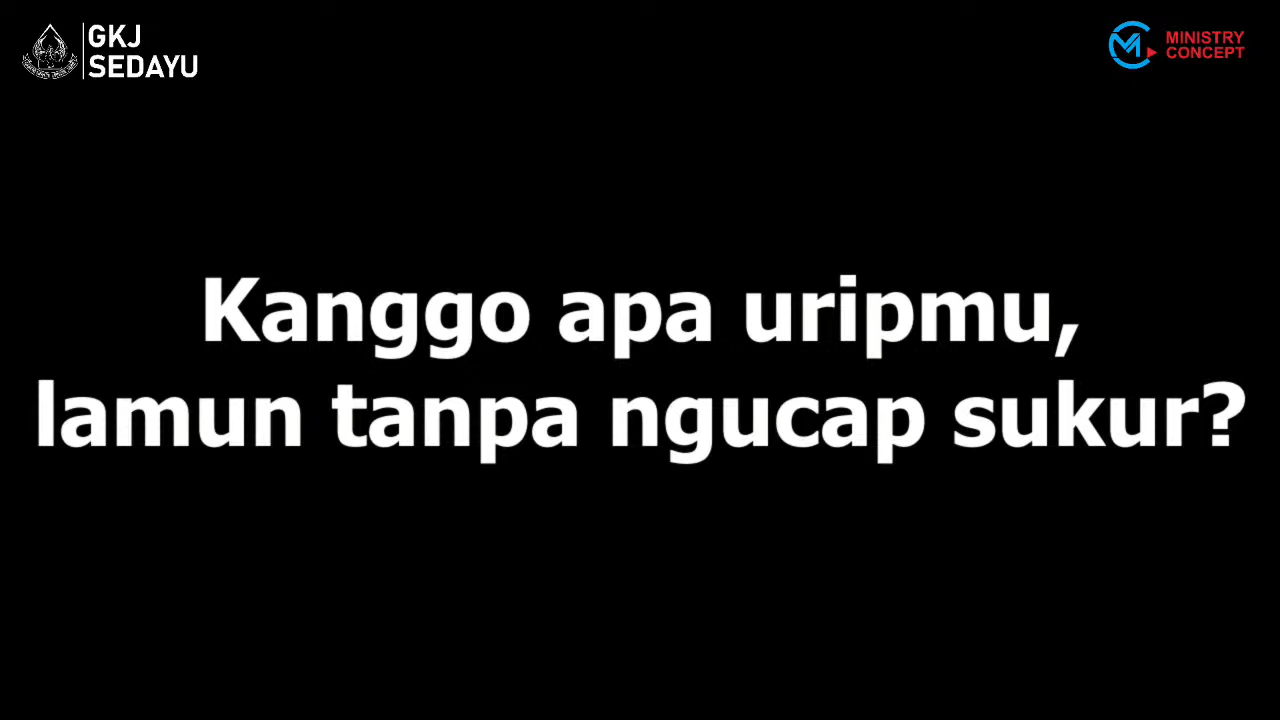 GKJ
SEDAYU
MINISTRY
CONCEPT
Kanggo apa uripmu,
lamun tanpa ngucap sukur?